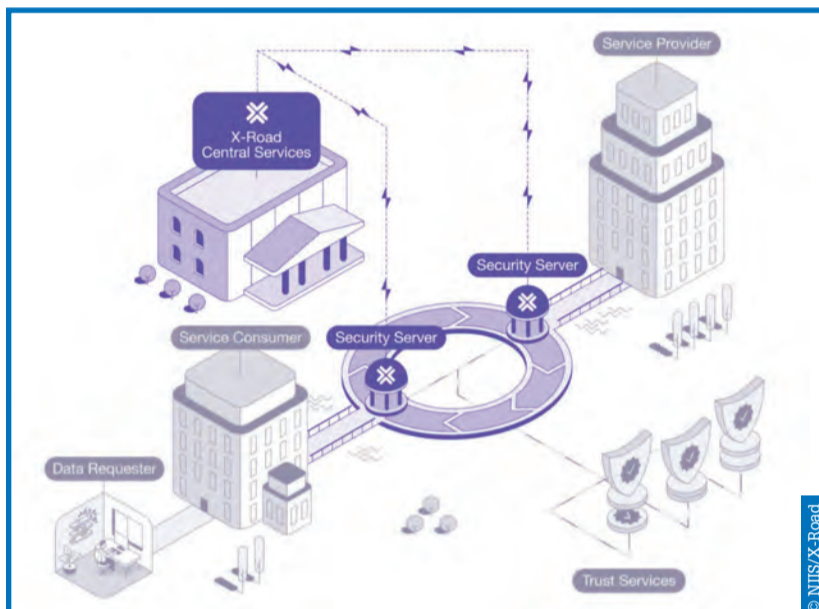 Service Provider
X-Road
Central Services
Security Server
Service Consumer
Security Server
Data Requester
Trust Services
© NIIS/X-Road